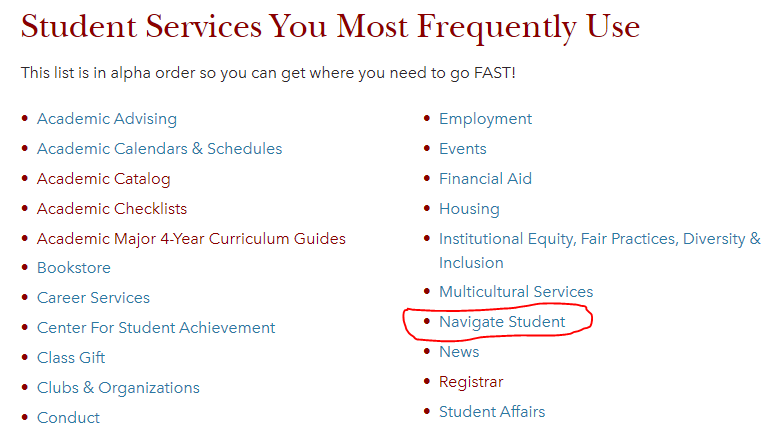 Student Services You Most Frequently Use
This list is in alpha order so you can get where you need to go FAST!
• Academic Advising
• Academic Calendars & Schedules
• Academic Catalog
• Academic Checklists
• Academic Major 4-Year Curriculum Guides
• Bookstore
• Career Services
• Center For Student Achievement
• Class Gift
• Clubs & Organizations
• Conduct
• Employment
• Events
• Financial Aid
• Housing
• Institutional Equity, Fair Practices, Diversity &
Inclusion
• Multicultural Services
• Navigate Student
• News
• Registrar
• Student Affairs